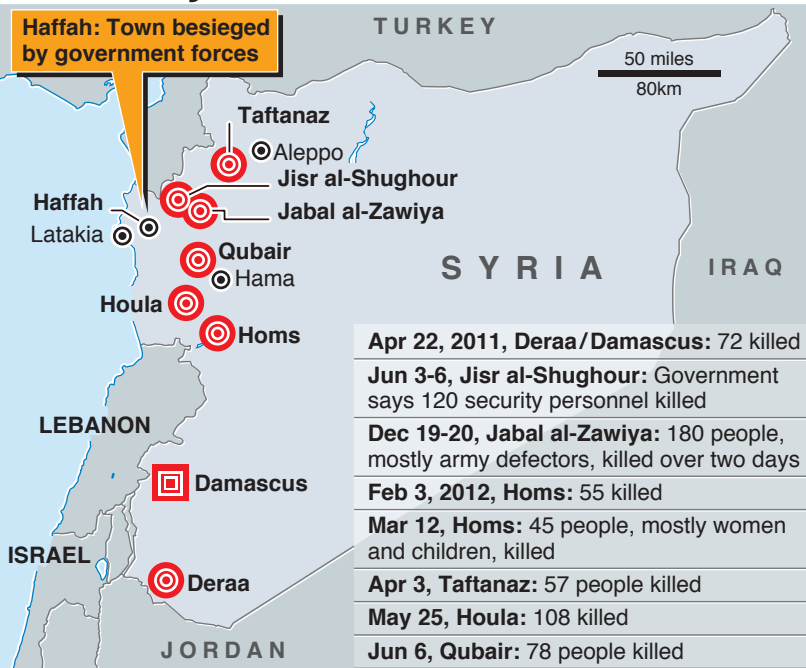 Haffah: Town besieged
by government forces
TURKEY
50 miles
80km
Taftanaz
Aleppo
Jisr al-Shughour
Haffah
Jabal al-Zawiya
Latakia
Qubair
SYRIA
IRAQ
Hama
Houla
Homs
LEBANON
Damascus
ISRAEL
Deraa
JORDAN
Apr 22, 2011, Deraa/Damascus: 72 killed
Jun 3-6, Jisr al-Shughour: Government
says 120 security personnel killed
Dec 19-20, Jabal al-Zawiya: 180 people,
mostly army defectors, killed over two days
Feb 3, 2012, Homs: 55 killed
Mar 12, Homs: 45 people, mostly women
and children, killed
Apr 3, Taftanaz: 57 people killed
May 25, Houla: 108 killed
Jun 6, Qubair: 78 people killed